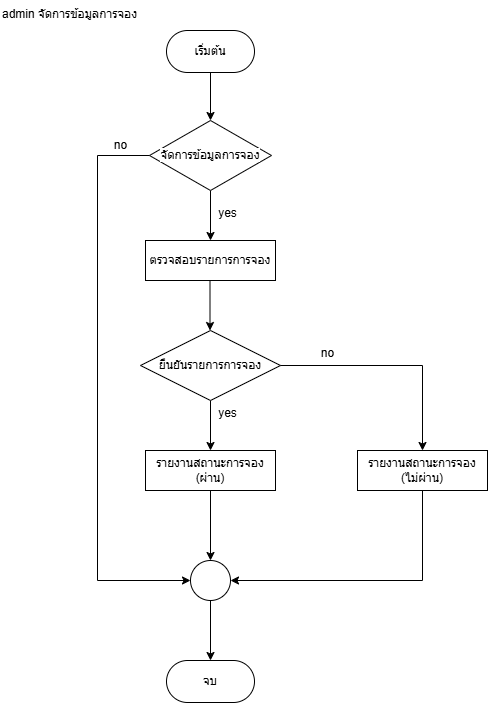 admin จัดการข้อมูลการจอง
เริ่มต้น
จัดการข้อมูลการจอง
no
yes
ตรวจสอบรายการการจอง
ยืนยันรายการการจอง
no
yes
รายงานสถานะการจอง
(ผ่าน)
รายงานสถานะการจอง
(ไม่ผ่าน)
จบ